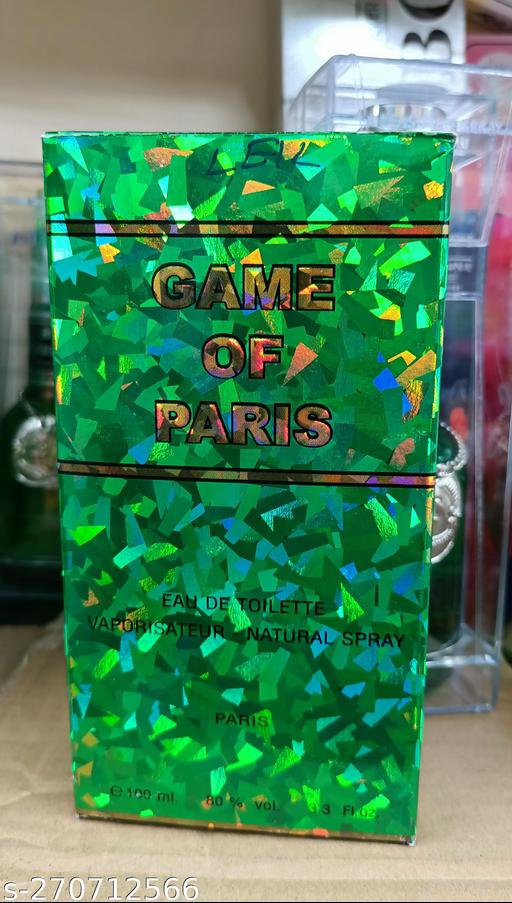 GAME
OF
PARIS
EAU DE TOILETTE
VAPORISATEUR - NATURAL SPRAY
PARIS
e 100 ml. 80 % vol. 3.3 Fl.oz.
s-270712566